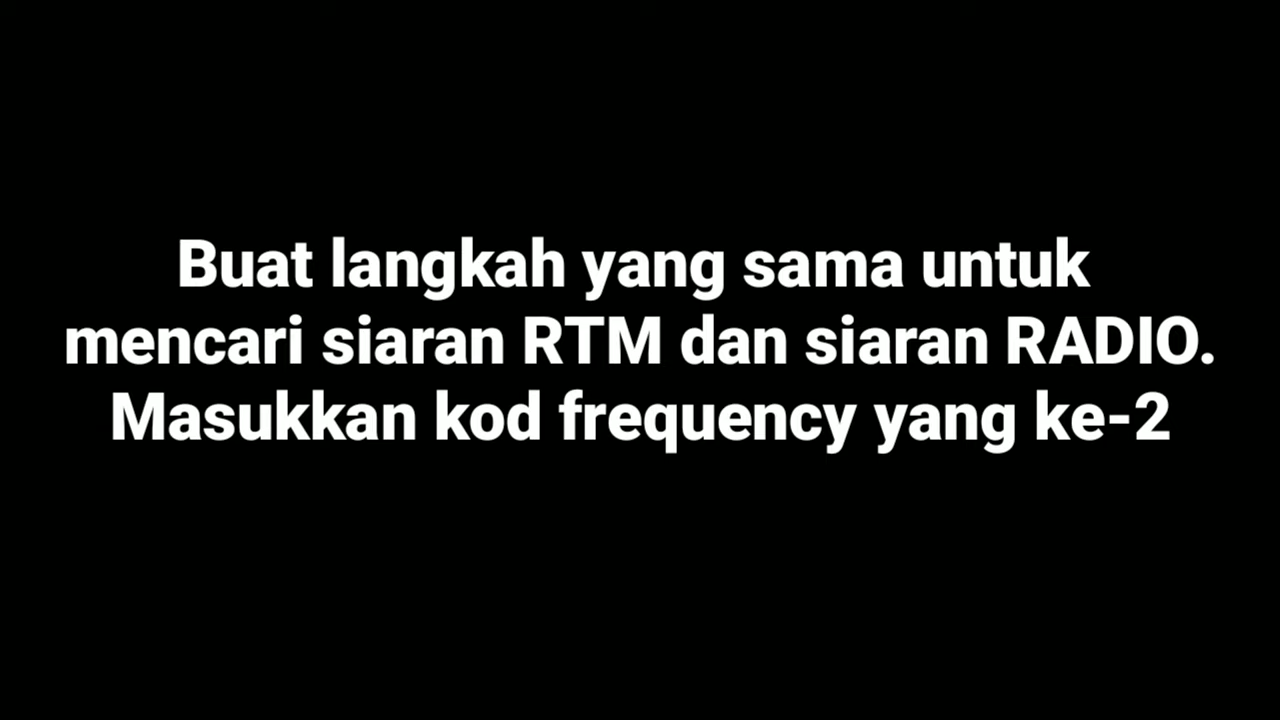 Buat langkah yang sama untuk
mencari siaran RTM dan siaran RADIO.
Masukkan kod frequency yang ke-2